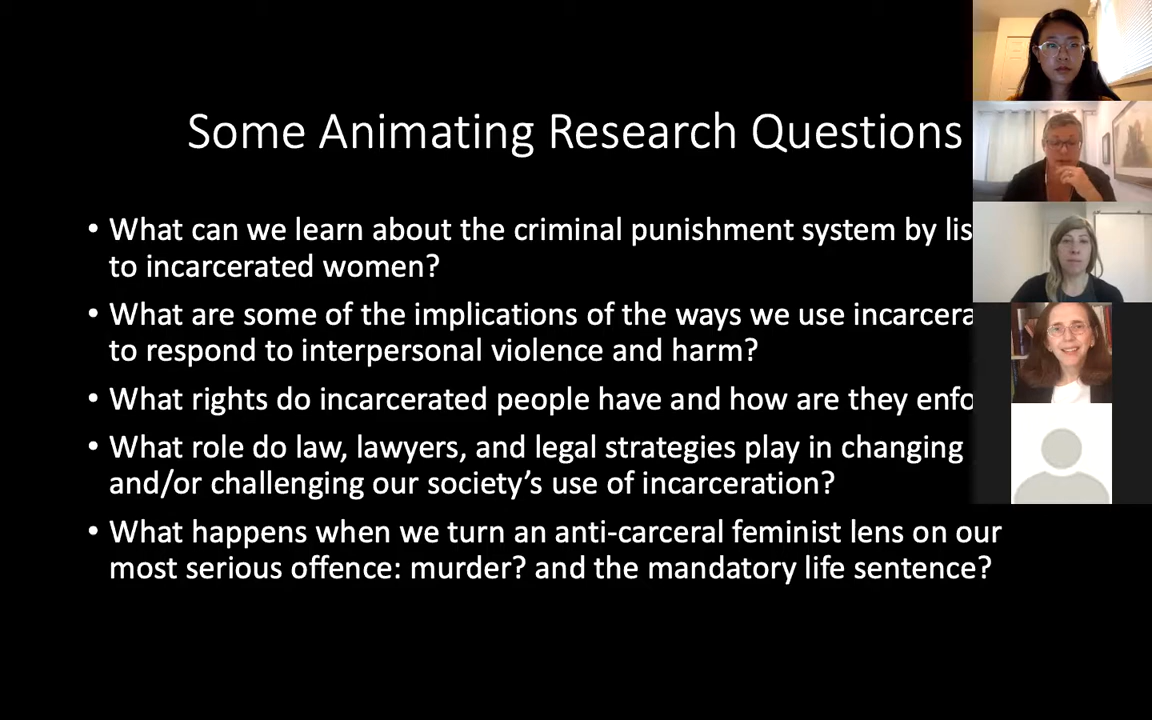 Some Animating Research Questions
• What can we learn about the criminal punishment system by
to incarcerated women?
• What are some of the implications of the ways we use
to respond to interpersonal violence and harm?
• What rights do incarcerated people have and how are they
• What role do law, lawyers, and legal strategies play in changing
and/or challenging our society's use of incarceration?
• What happens when we turn an anti-carceral feminist lens on our
most serious offence: murder? and the mandatory life sentence?